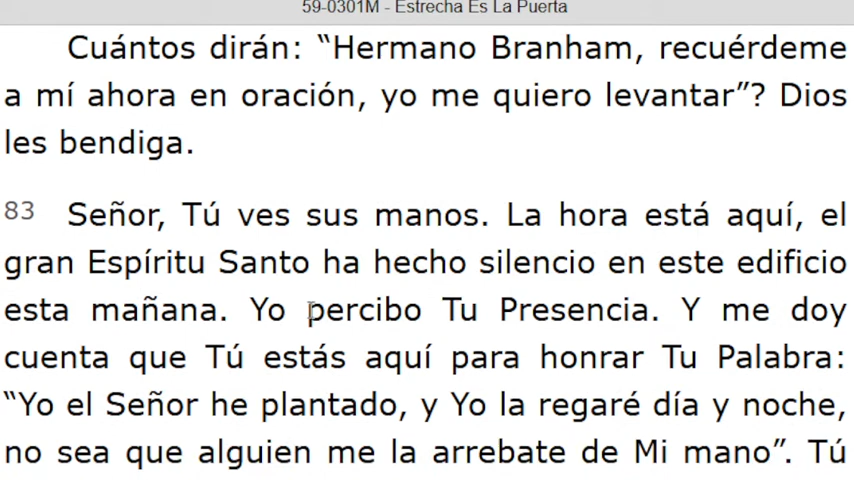 59-0301M - Estrecha Es La Puerta
Cuántos dirán: “Hermano Branham, recuérdeme
a mí ahora en oración, yo me quiero levantar”? Dios
les bendiga.
83 Señor, Tú ves sus manos. La hora está aquí, el
gran Espíritu Santo ha hecho silencio en este edificio
esta mañana. Yo percibo Tu Presencia. Y me doy
cuenta que Tú estás aquí para honrar Tu Palabra:
“Yo el Señor he plantado, y Yo la regaré día y noche,
no sea que alguien me la arrebate de Mi mano”. Tú